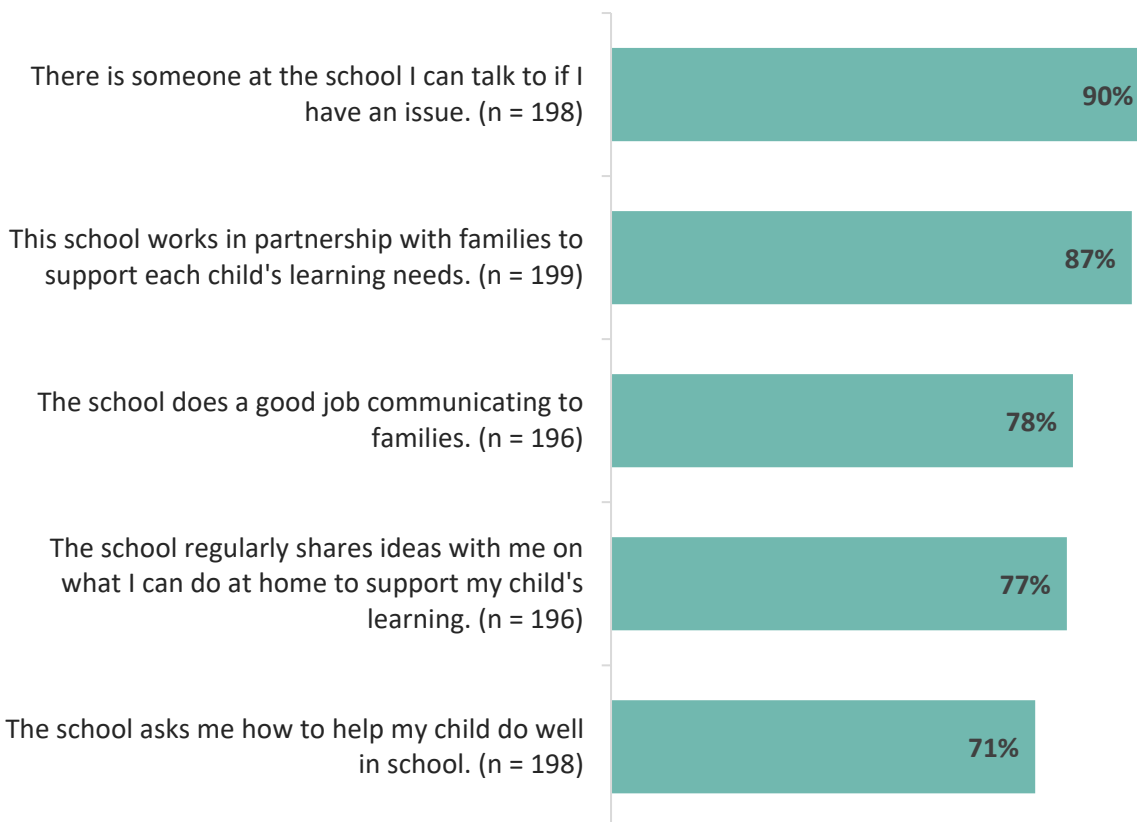 There is someone at the school I can talk to if I
have an issue. (n = 198)
90%
This school works in partnership with families to
support each child's learning needs. (n = 199)
87%
The school does a good job communicating to
families. (n = 196)
78%
The school regularly shares ideas with me on
what I can do at home to support my child's
learning. (n = 196)
77%
The school asks me how to help my child do well
in school. (n = 198)
71%